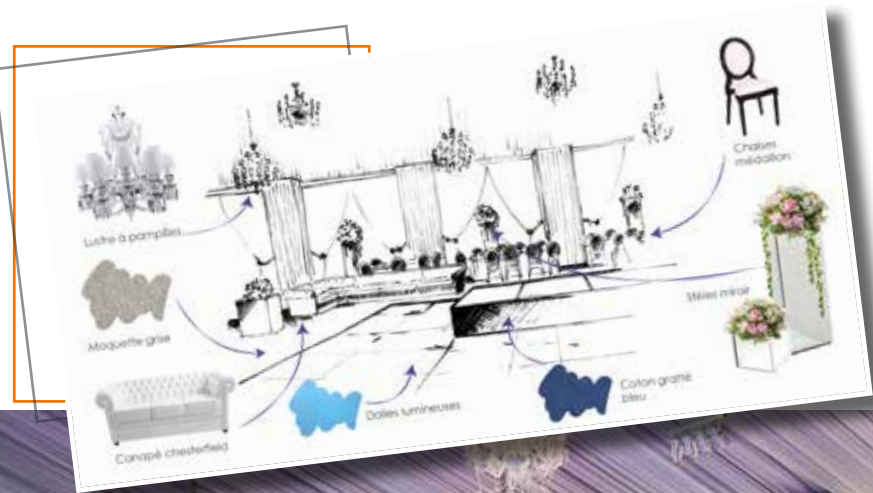 Chaises
médaillon
Lustre à pampilles
Stèles miroir
Moquette grise
Coton gratté
bleu
Dalles lumineuses
Canapé chesterfield